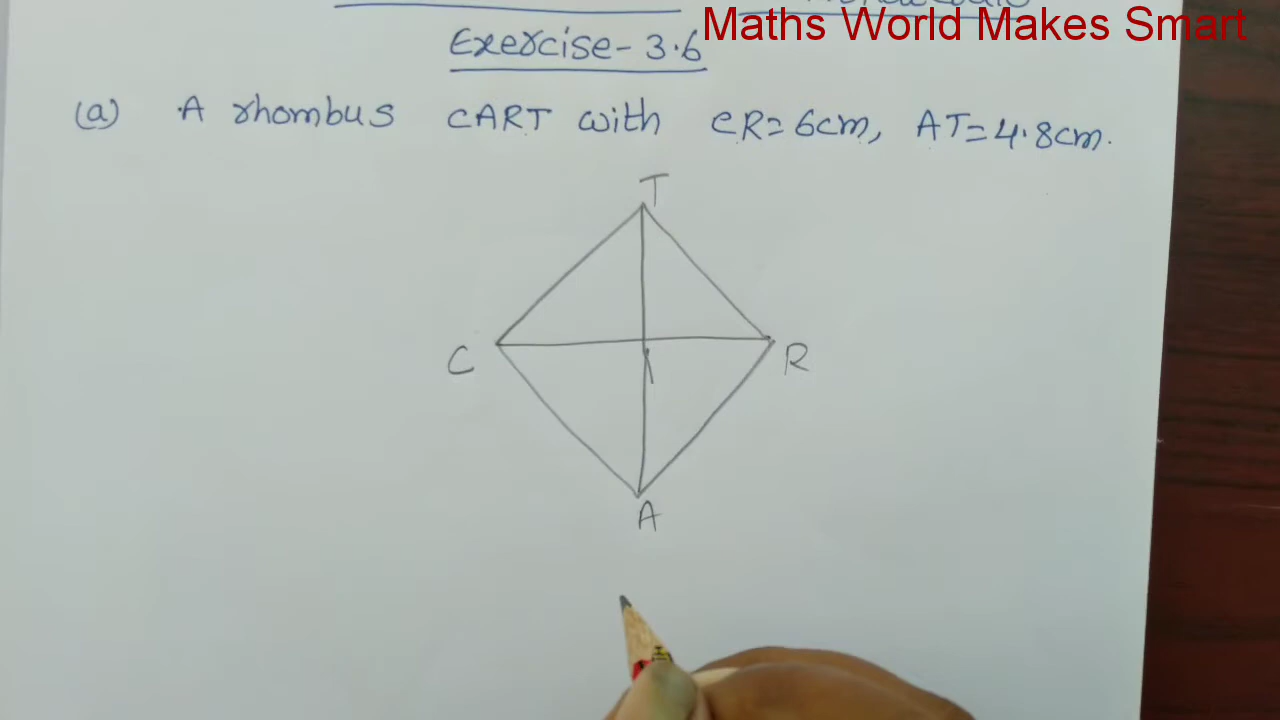 Maths World Makes Smart
Exercise-3.6
(a) A rhombus CART with CR=6cm, AT=4.8cm.
T
C
R
A